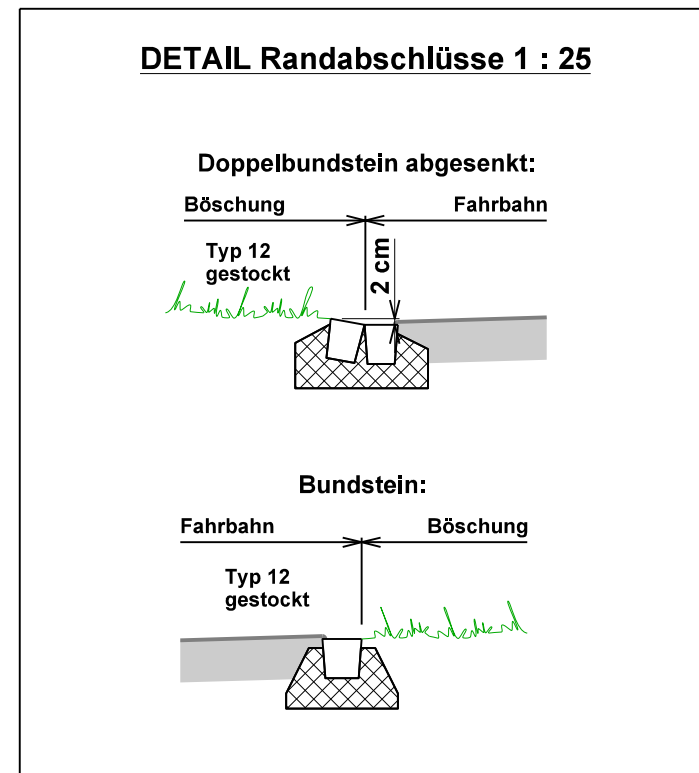 DETAIL Randabschlüsse 1 : 25
Doppelbundstein abgesenkt:
Böschung
Fahrbahn
Typ 12
gestockt
2 cm
Bundstein:
Fahrbahn
Böschung
Typ 12
gestockt